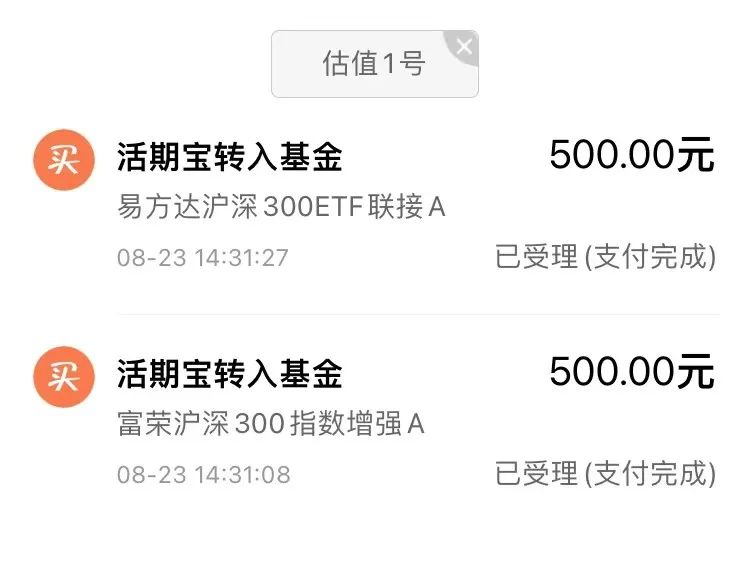 估值1号
买 活期宝转入基金 500.00元
易方达沪深300ETF联接A
08-23 14:31:27 已受理(支付完成)
买 活期宝转入基金 500.00元
富荣沪深300指数增强A
08-23 14:31:08 已受理(支付完成)